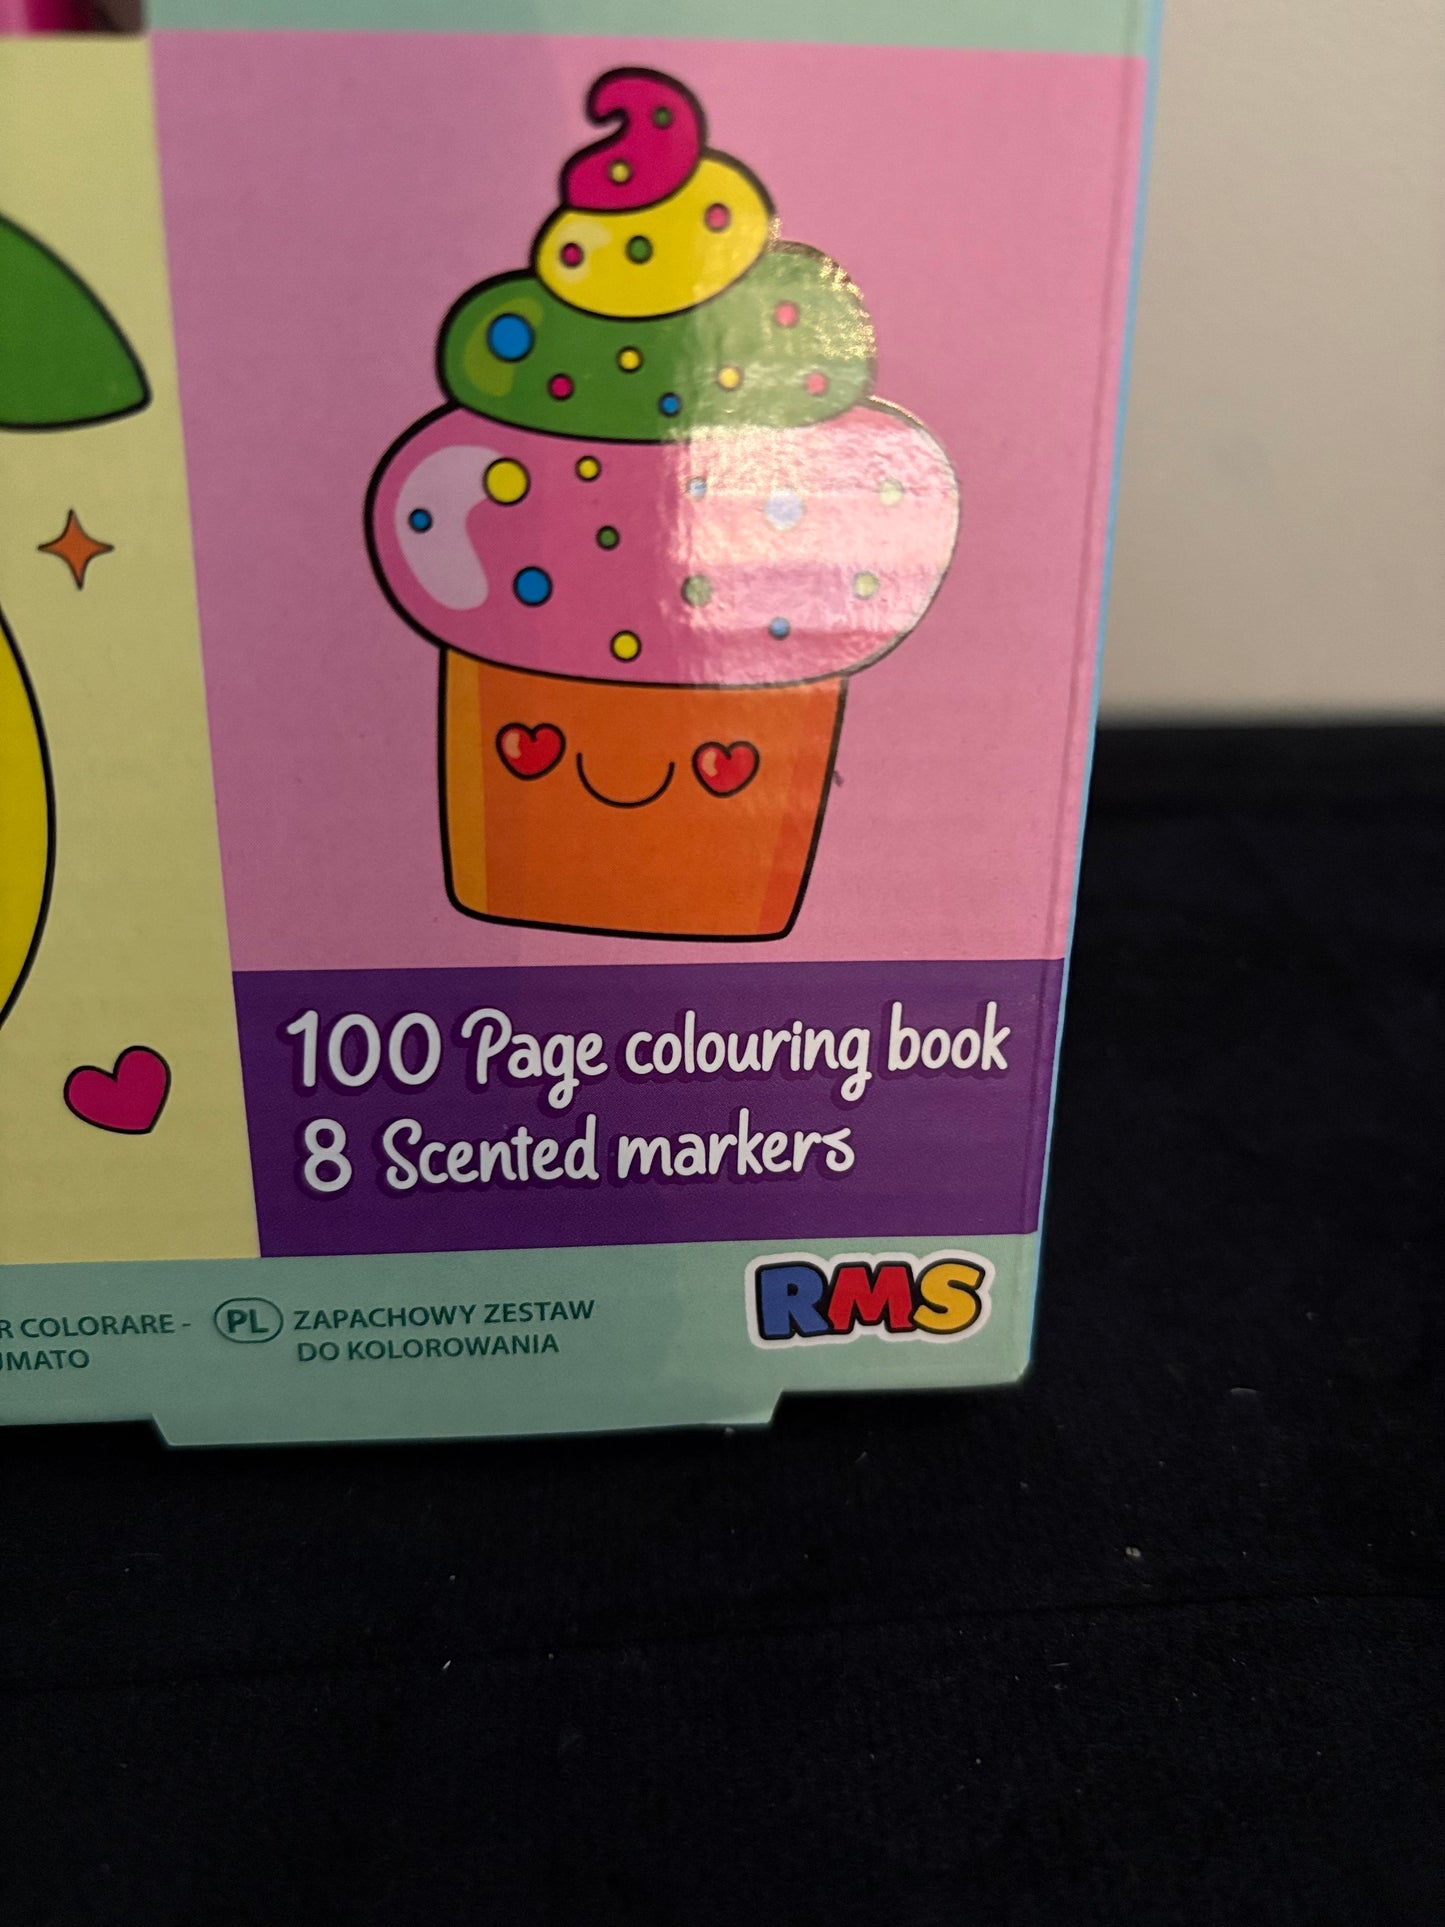 100 Page colouring book
8 Scented markers
R COLORARE -
UMATO
PL ZAPACHOWY ZESTAW
DO KOLOROWANIA
RMS